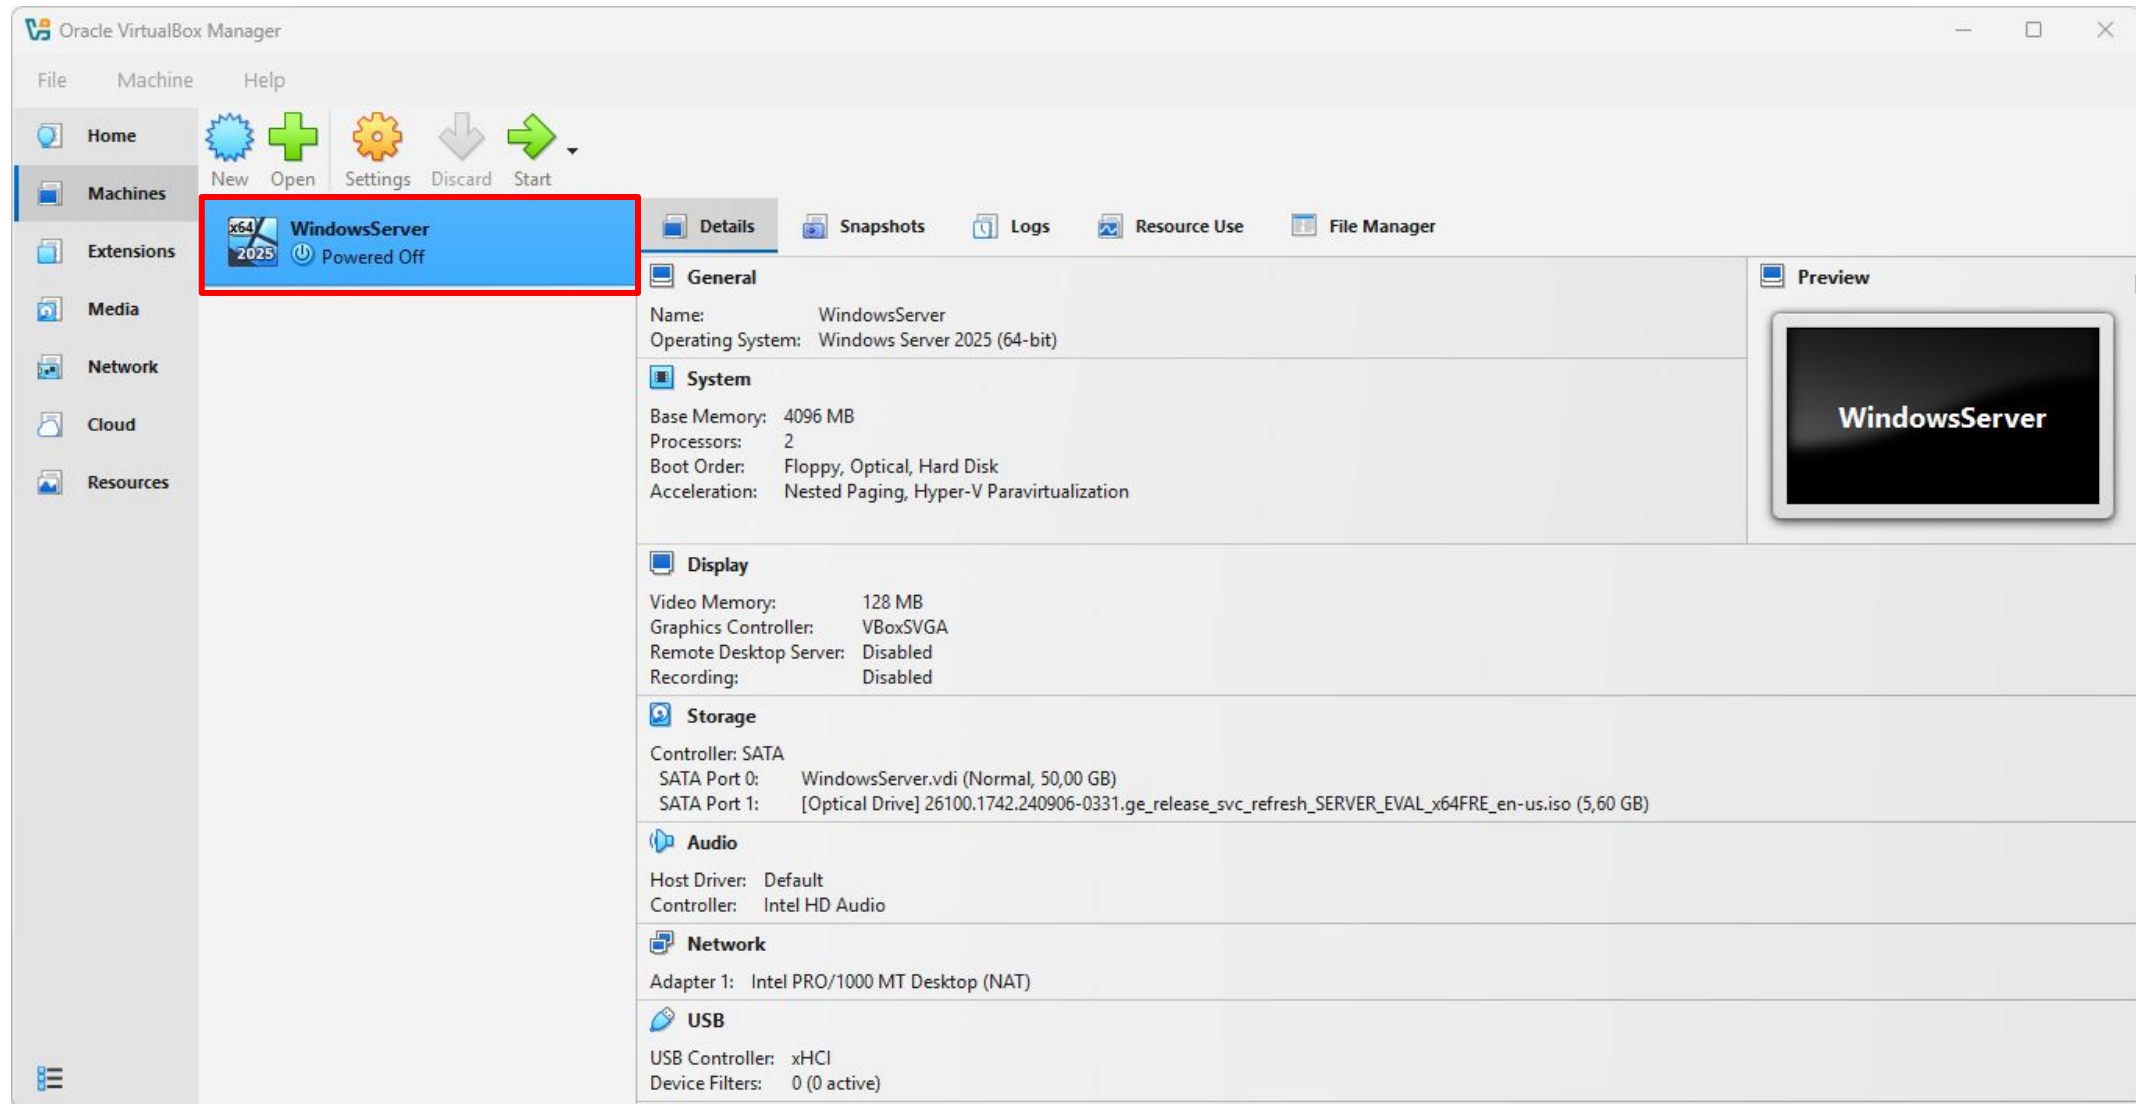 Oracle VirtualBox Manager
File Machine Help
Home
Machines
Extensions
Media
Network
Cloud
Resources
New Open Settings Discard Start
x64
2025
WindowsServer
Powered Off
Details Snapshots Logs Resource Use File Manager
General
Name: WindowsServer
Operating System: Windows Server 2025 (64-bit)
Preview
WindowsServer
System
Base Memory: 4096 MB
Processors: 2
Boot Order: Floppy, Optical, Hard Disk
Acceleration: Nested Paging, Hyper-V Paravirtualization
Display
Video Memory: 128 MB
Graphics Controller: VBoxSVGA
Remote Desktop Server: Disabled
Recording: Disabled
Storage
Controller: SATA
SATA Port 0: WindowsServer.vdi (Normal, 50,00 GB)
SATA Port 1: [Optical Drive] 26100.1742.240906-0331.ge_release_svc_refresh_SERVER_EVAL_x64FRE_en-us.iso (5,60 GB)
Audio
Host Driver: Default
Controller: Intel HD Audio
Network
Adapter 1: Intel PRO/1000 MT Desktop (NAT)
USB
USB Controller: xHCI
Device Filters: 0 (0 active)